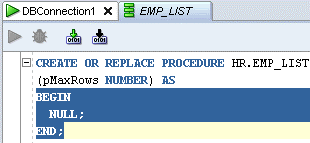 DBConnection1 EMP_LIST
CREATE OR REPLACE PROCEDURE HR.EMP_LIST
(pMaxRows NUMBER) AS
BEGIN
NULL;
END;